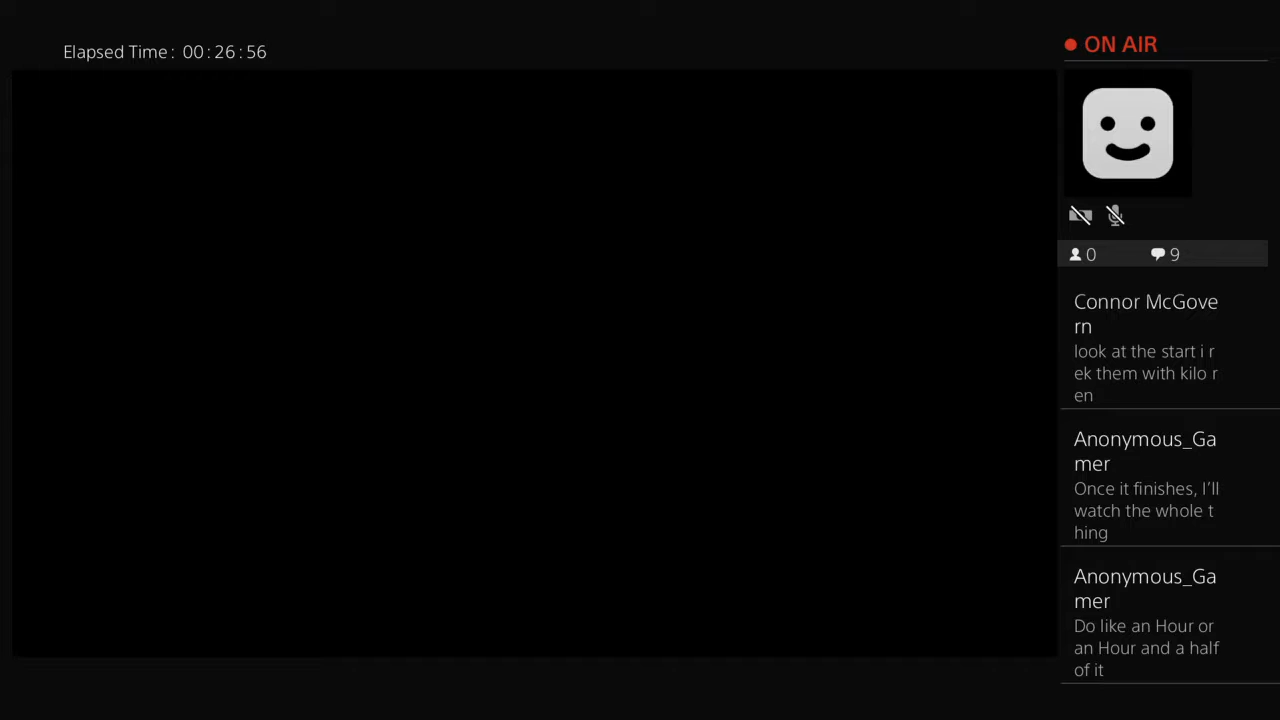 Elapsed Time: 00:26:56
ON AIR
0 9
Connor McGove
rn
look at the start i r
ek them with kilo r
en
Anonymous_Ga
mer
Once it finishes, I'll
watch the whole t
hing
Anonymous_Ga
mer
Do like an Hour or
an Hour and a half
of it